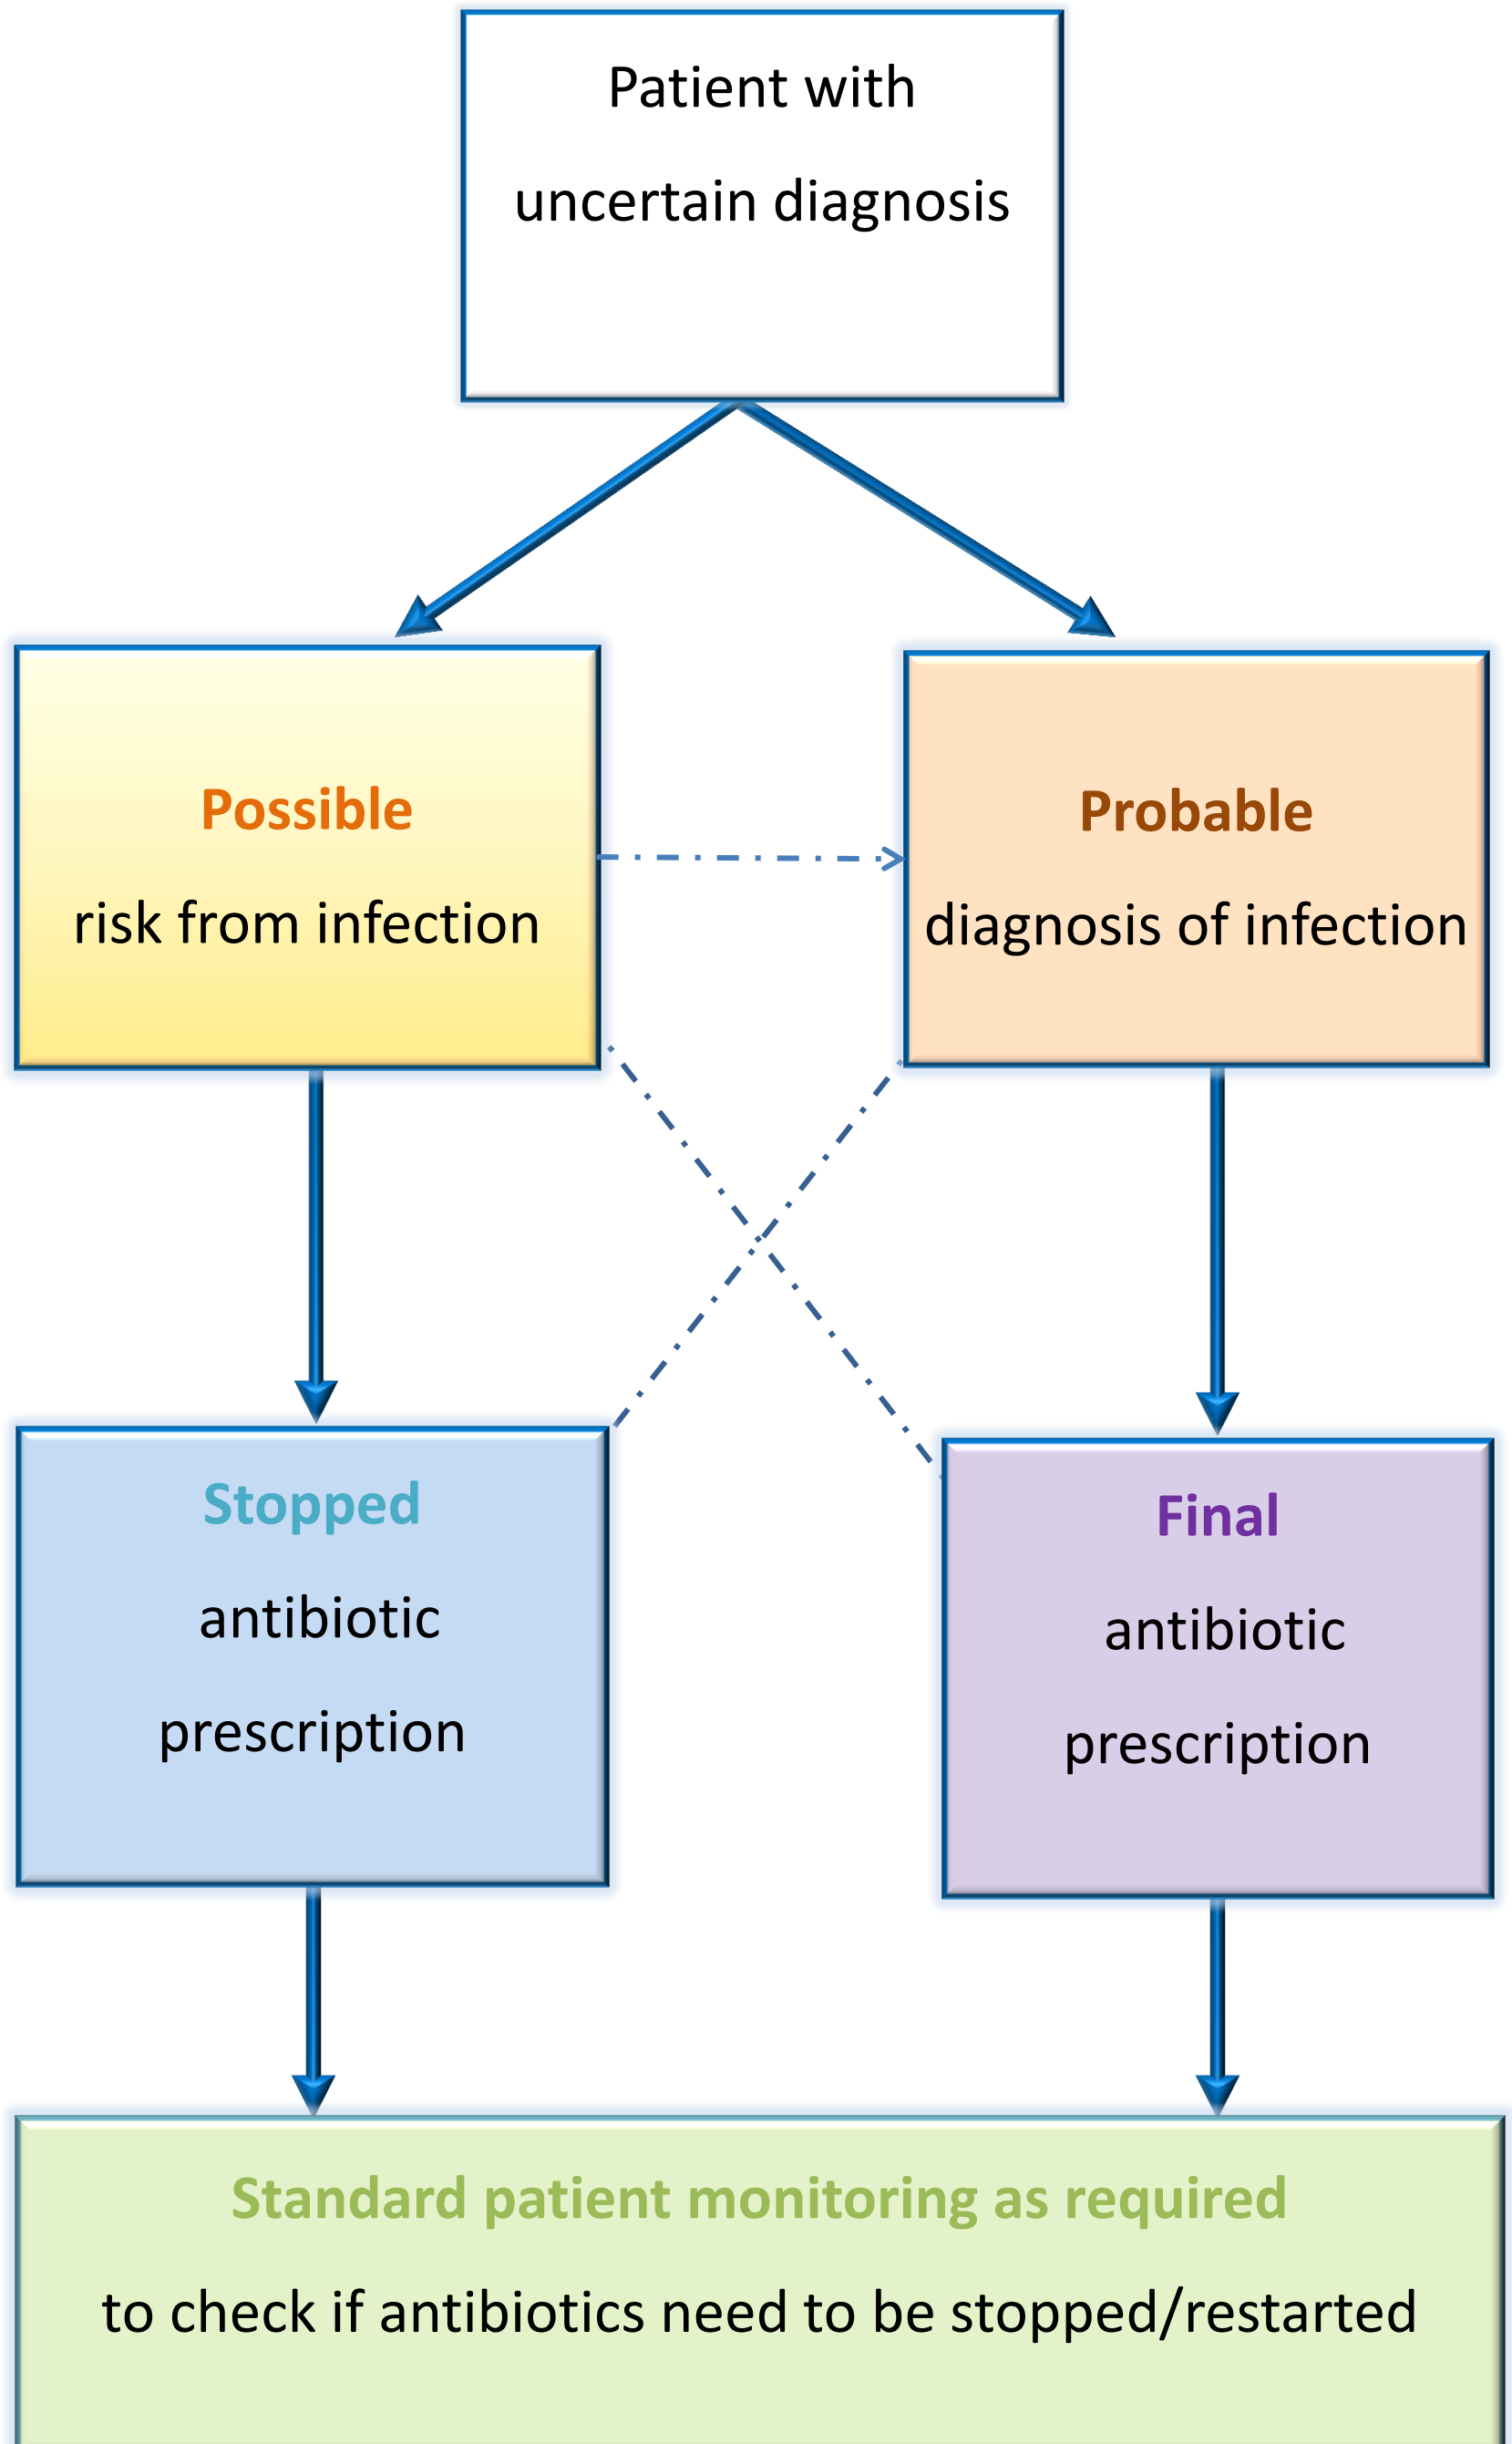 Patient with
uncertain diagnosis
Possible
risk from infection
Probable
diagnosis of infection
Stopped
antibiotic
prescription
Final
antibiotic
prescription
Standard patient monitoring as required
to check if antibiotics need to be stopped/restarted